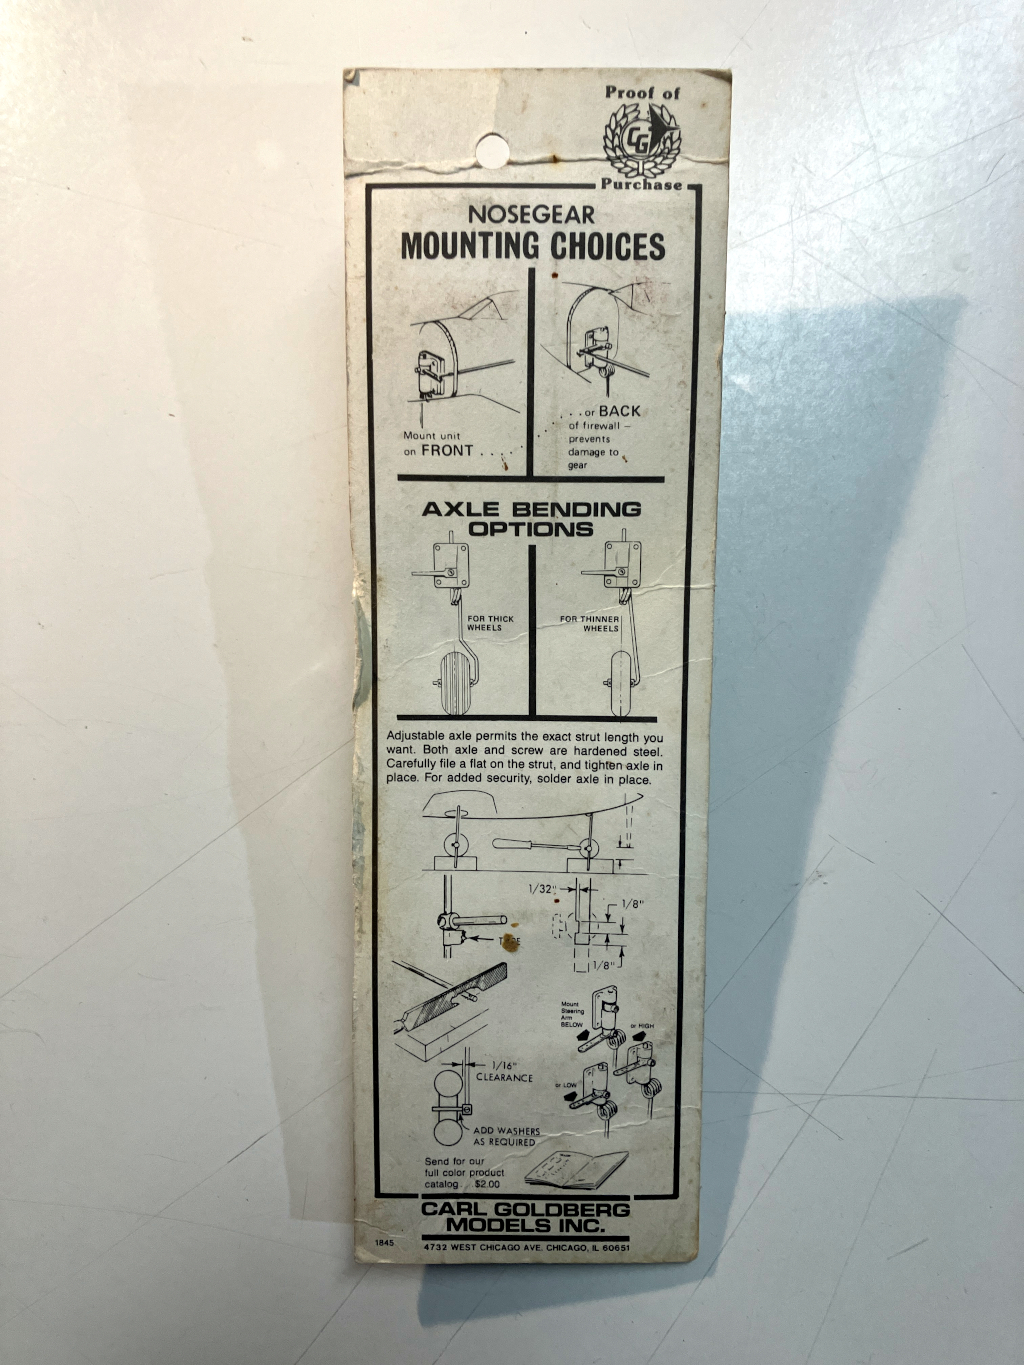 Proof of
CG
Purchase
NOSEGEAR
MOUNTING CHOICES
Mount unit
on FRONT . . . .
. . . or BACK
of firewall –
prevents
damage to
gear
AXLE BENDING
OPTIONS
FOR THICK
WHEELS
FOR THINNER
WHEELS
Adjustable axle permits the exact strut length you
want. Both axle and screw are hardened steel.
Carefully file a flat on the strut, and tighten axle in
place. For added security, solder axle in place.
1/32"
1/8"
1/8"
Mount
Steering
Arm
BELOW
or HIGH
or LOW
1/16"
CLEARANCE
ADD WASHERS
AS REQUIRED
Send for our
full color product
catalog. . .$2.00
CARL GOLDBERG
MODELS INC.
1845
4732 WEST CHICAGO AVE. CHICAGO, IL 60651